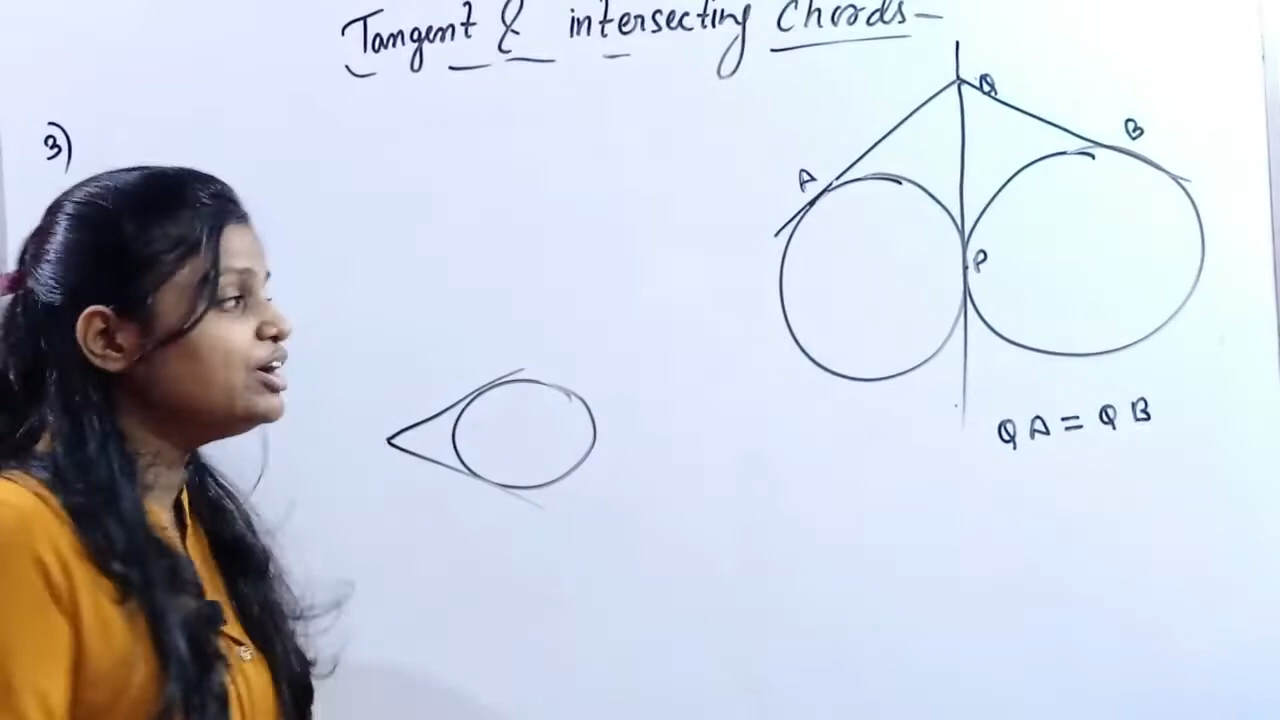 Tangent & intersecting Chords-
3)
Q
B
A
P
QA = QB